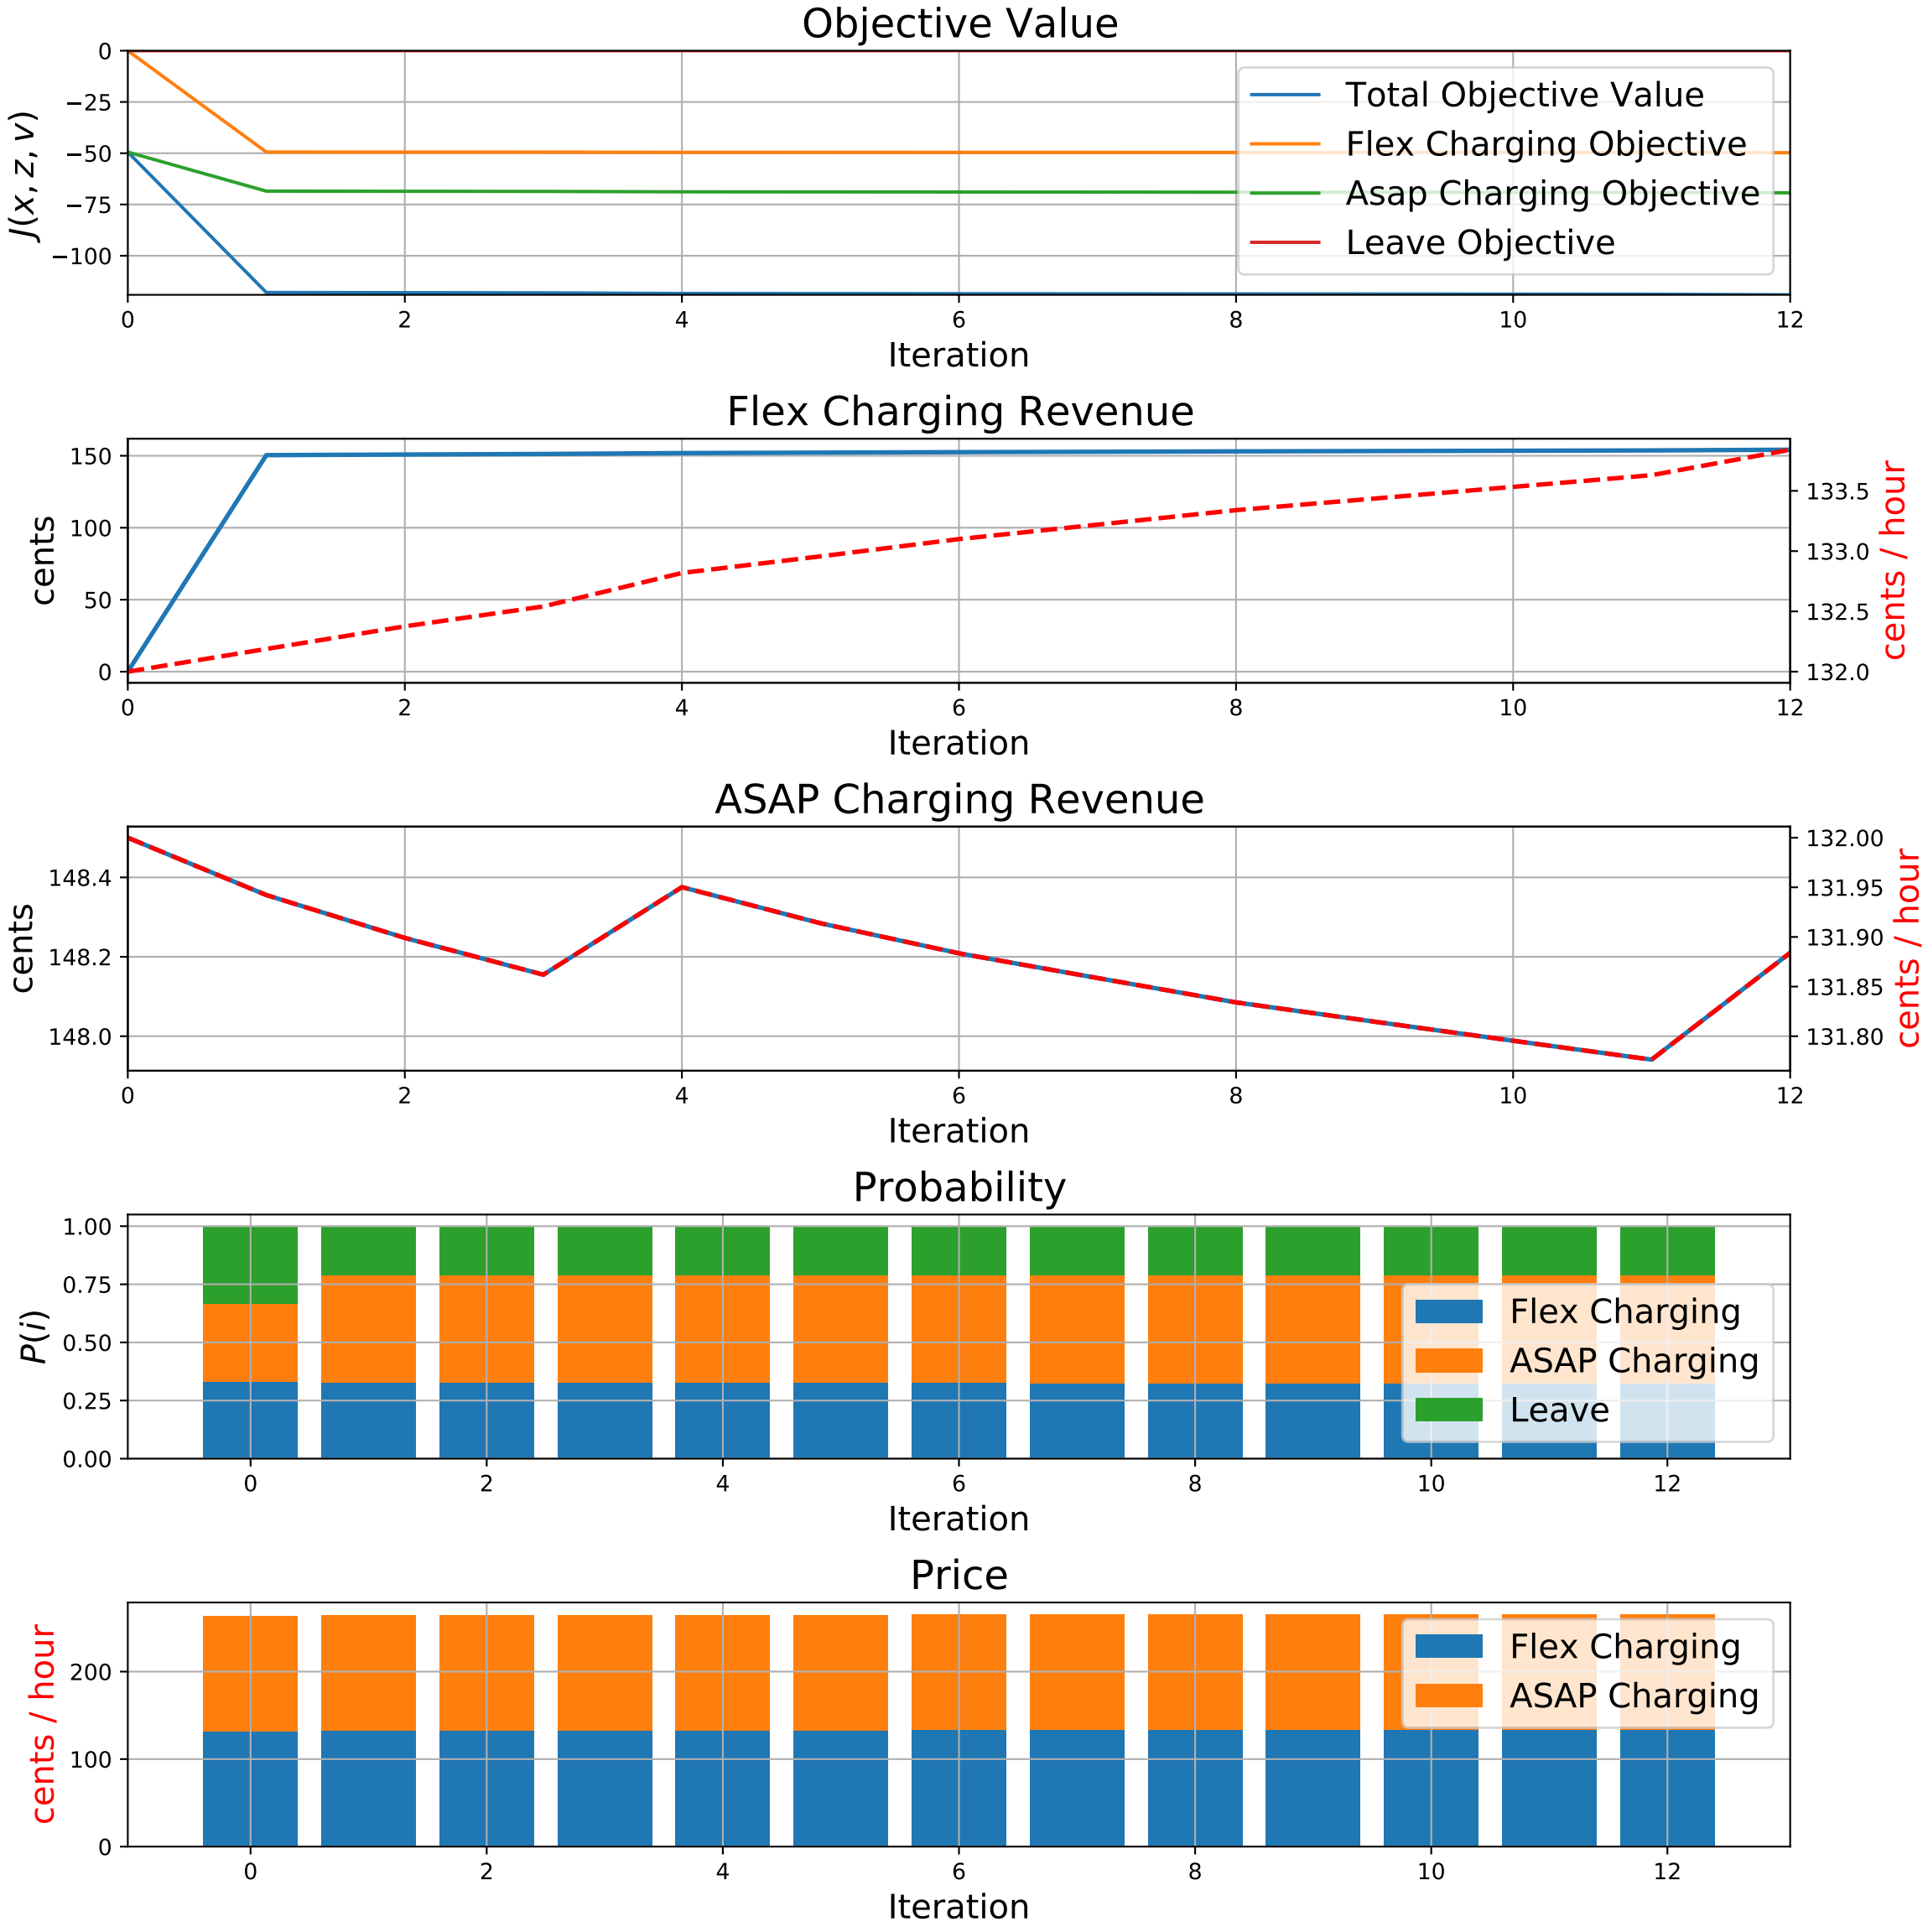 Objective Value
J(x, z, v)
0
−25
−50
−75
−100
Total Objective Value
Flex Charging Objective
Asap Charging Objective
Leave Objective
0 2 4 6 8 10 12
Iteration
Flex Charging Revenue
cents
150
100
50
0
133.5
133.0
132.5
132.0
cents / hour
0 2 4 6 8 10 12
Iteration
ASAP Charging Revenue
cents
148.4
148.2
148.0
132.00
131.95
131.90
131.85
131.80
cents / hour
0 2 4 6 8 10 12
Iteration
Probability
P(i)
1.00
0.75
0.50
0.25
0.00
Flex Charging
ASAP Charging
Leave
0 2 4 6 8 10 12
Iteration
Price
cents / hour
200
100
0
Flex Charging
ASAP Charging
0 2 4 6 8 10 12
Iteration